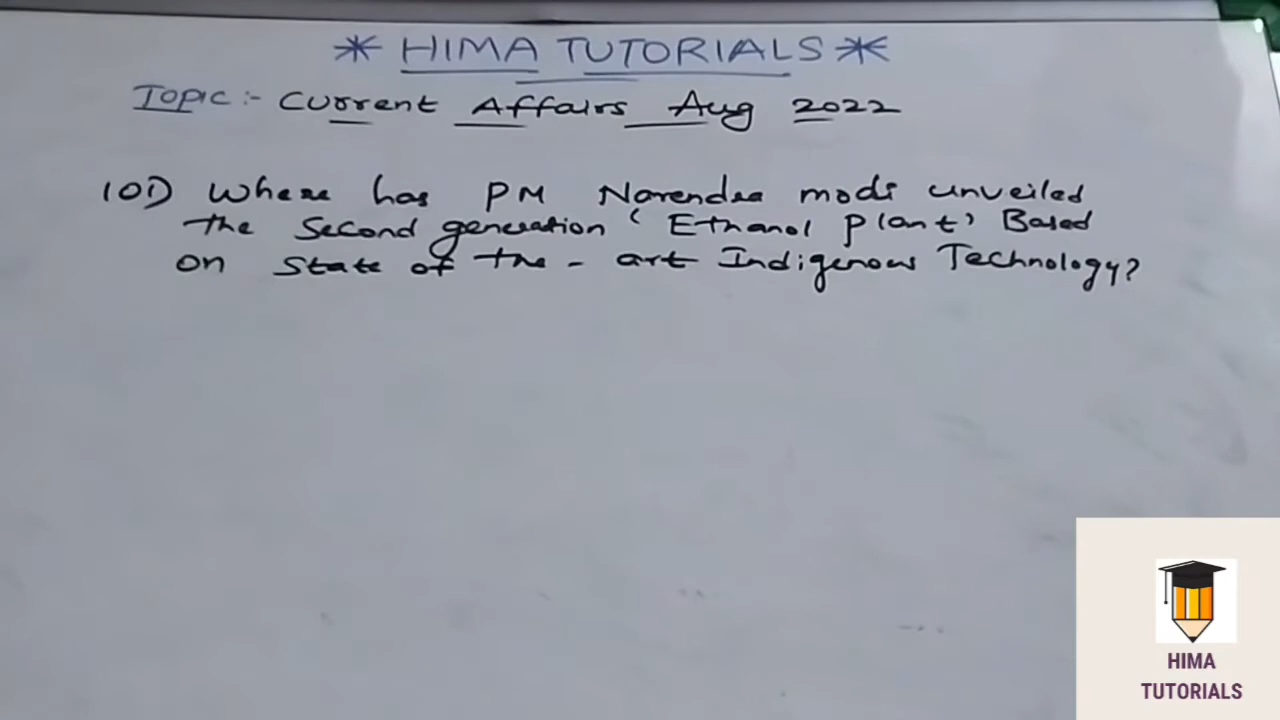 * HIMA TUTORIALS *
Topic:- Current Affairs Aug 2022
101) Where has PM Narendra modi unveiled
the Second generation 'Ethanol plant' Based
on State of the - art Indigenous Technology?
HIMA
TUTORIALS